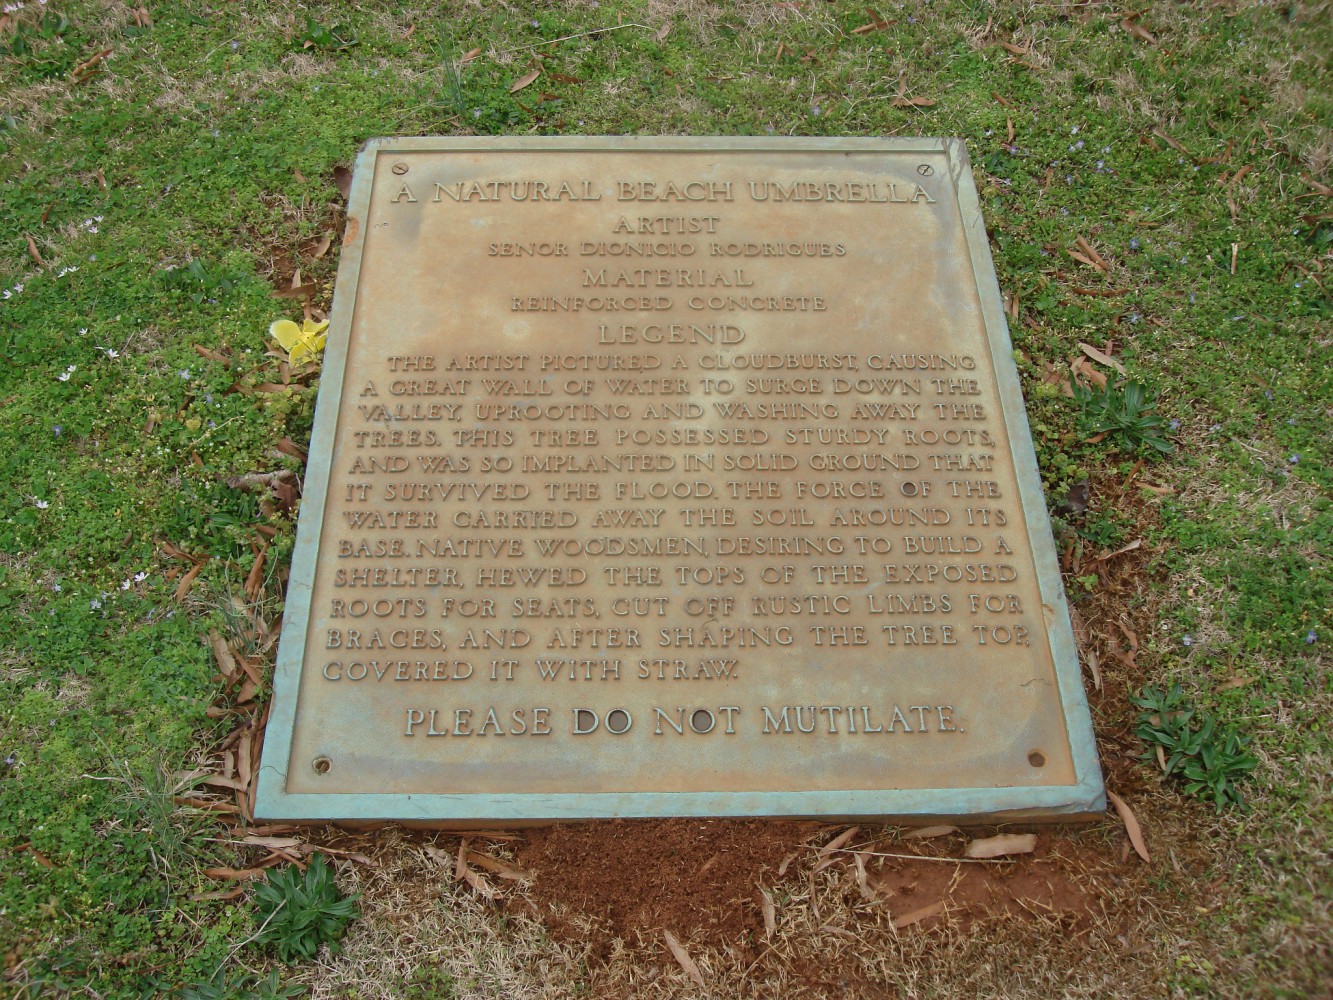 A NATURAL BEACH UMBRELLA
ARTIST
SENOR DIONICIO RODRIGUES
MATERIAL
REINFORCED CONCRETE
LEGEND
THE ARTIST PICTURED A CLOUDBURST, CAUSING
A GREAT WALL OF WATER TO SURGE DOWN THE
VALLEY, UPROOTING AND WASHING AWAY THE
TREES. THIS TREE POSSESSED STURDY ROOTS,
AND WAS SO IMPLANTED IN SOLID GROUND THAT
IT SURVIVED THE FLOOD. THE FORCE OF THE
WATER CARRIED AWAY THE SOIL AROUND ITS
BASE. NATIVE WOODSMEN, DESIRING TO BUILD A
SHELTER, HEWED THE TOPS OF THE EXPOSED
ROOTS FOR SEATS, CUT OFF RUSTIC LIMBS FOR
BRACES, AND AFTER SHAPING THE TREE TOP,
COVERED IT WITH STRAW.
PLEASE DO NOT MUTILATE.